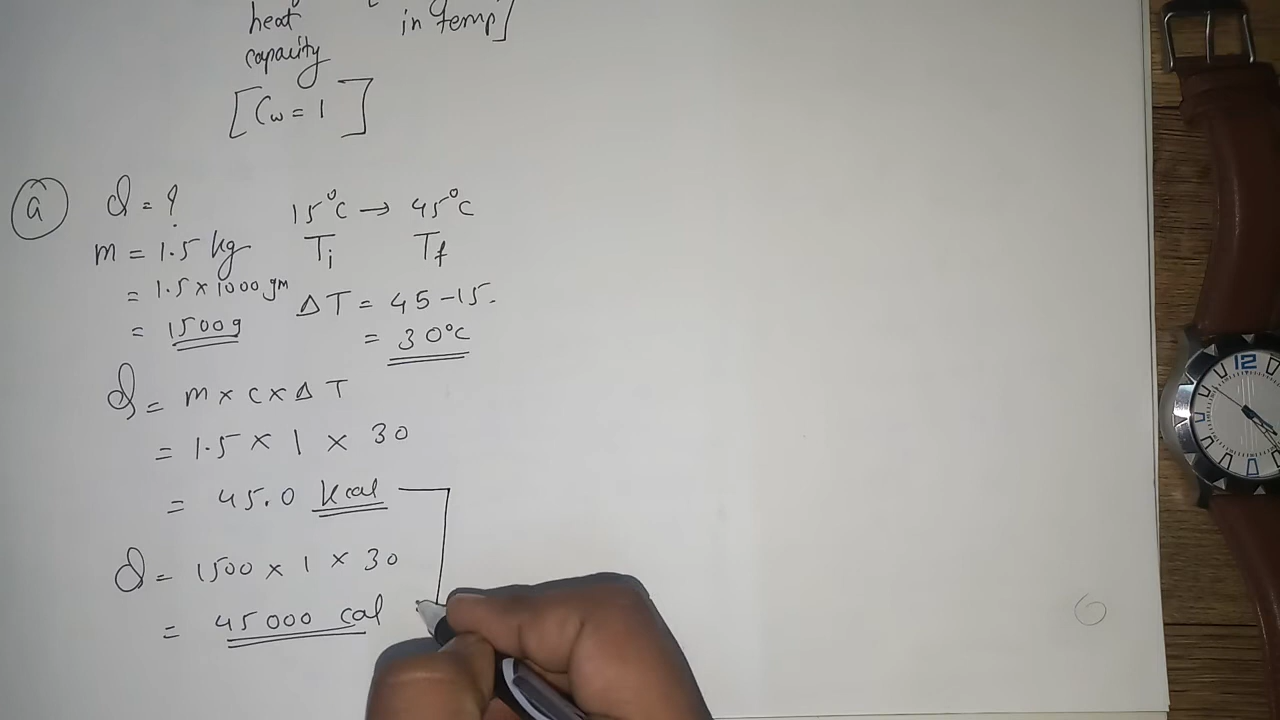 heat
in temp]
capacity
[Cw = 1]
a
Q = ?
15°C → 45°C
m = 1.5 kg
Ti Tf
= 1.5 x 1000 gm
ΔT = 45 - 15.
= 1500g
= 30°C
Q = m x c x Δ T
= 1.5 x 1 x 30
= 45.0 kcal
Q = 1500 x 1 x 30
= 45000 cal
12